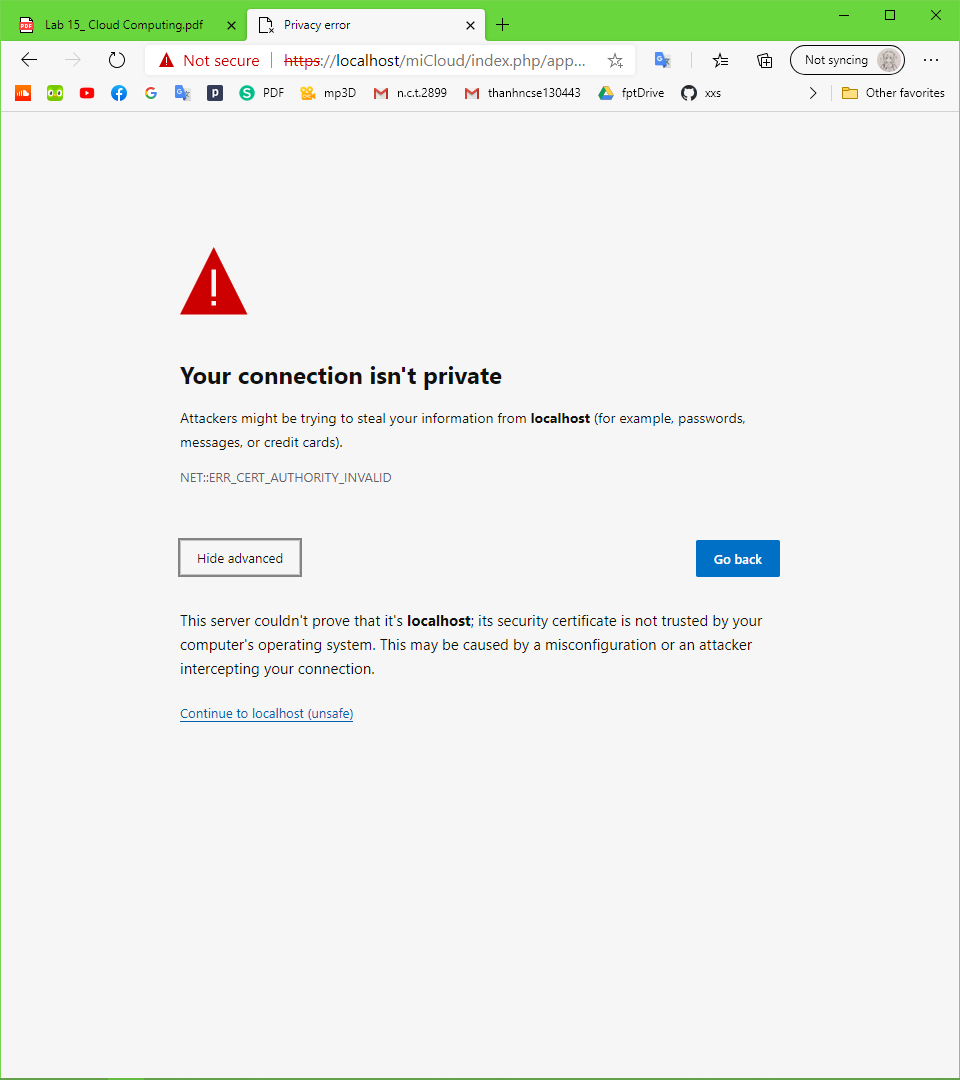 Lab 15_ Cloud Computing.pdf
Privacy error
Not secure https://localhost/miCloud/index.php/app...
Not syncing
PDF mp3D n.c.t.2899 thanhncse130443 fptDrive xxs Other favorites
Your connection isn't private
Attackers might be trying to steal your information from localhost (for example, passwords,
messages, or credit cards).
NET::ERR_CERT_AUTHORITY_INVALID
Hide advanced
Go back
This server couldn't prove that it's localhost; its security certificate is not trusted by your
computer's operating system. This may be caused by a misconfiguration or an attacker
intercepting your connection.
Continue to localhost (unsafe)